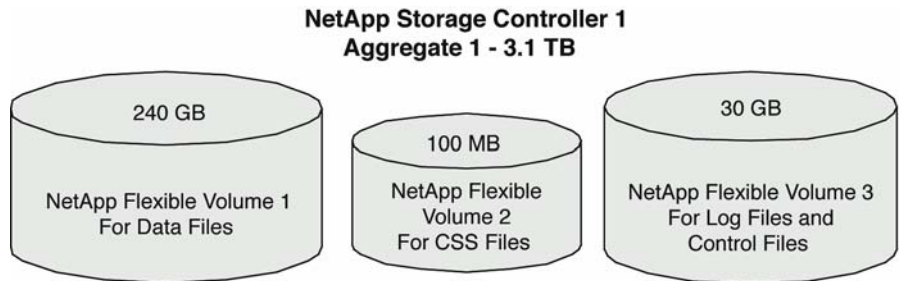 NetApp Storage Controller 1
Aggregate 1 - 3.1 TB
240 GB
NetApp Flexible Volume 1
For Data Files
100 MB
NetApp Flexible
Volume 2
For CSS Files
30 GB
NetApp Flexible Volume 3
For Log Files and
Control Files